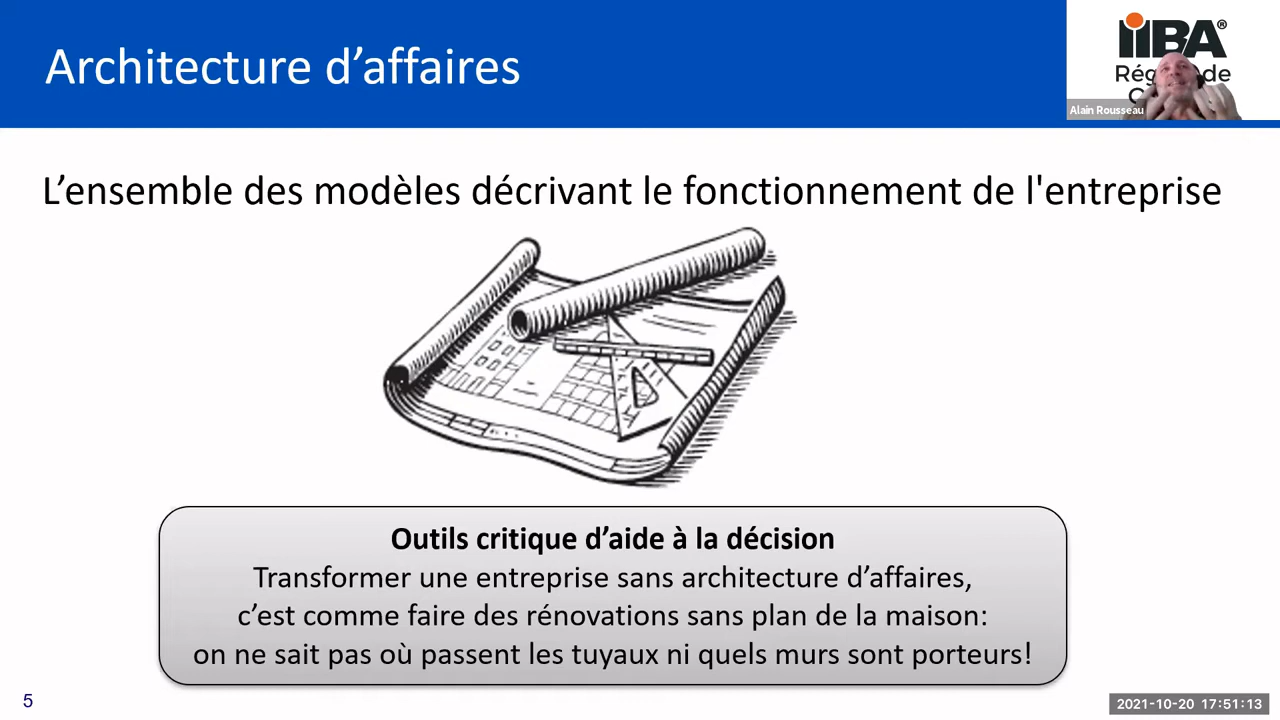 Architecture d’affaires
IIBA®
Alain Rousseau
L’ensemble des modèles décrivant le fonctionnement de l'entreprise
Outils critique d’aide à la décision
Transformer une entreprise sans architecture d’affaires,
c’est comme faire des rénovations sans plan de la maison:
on ne sait pas où passent les tuyaux ni quels murs sont porteurs!
5
2021-10-20 17:51:13